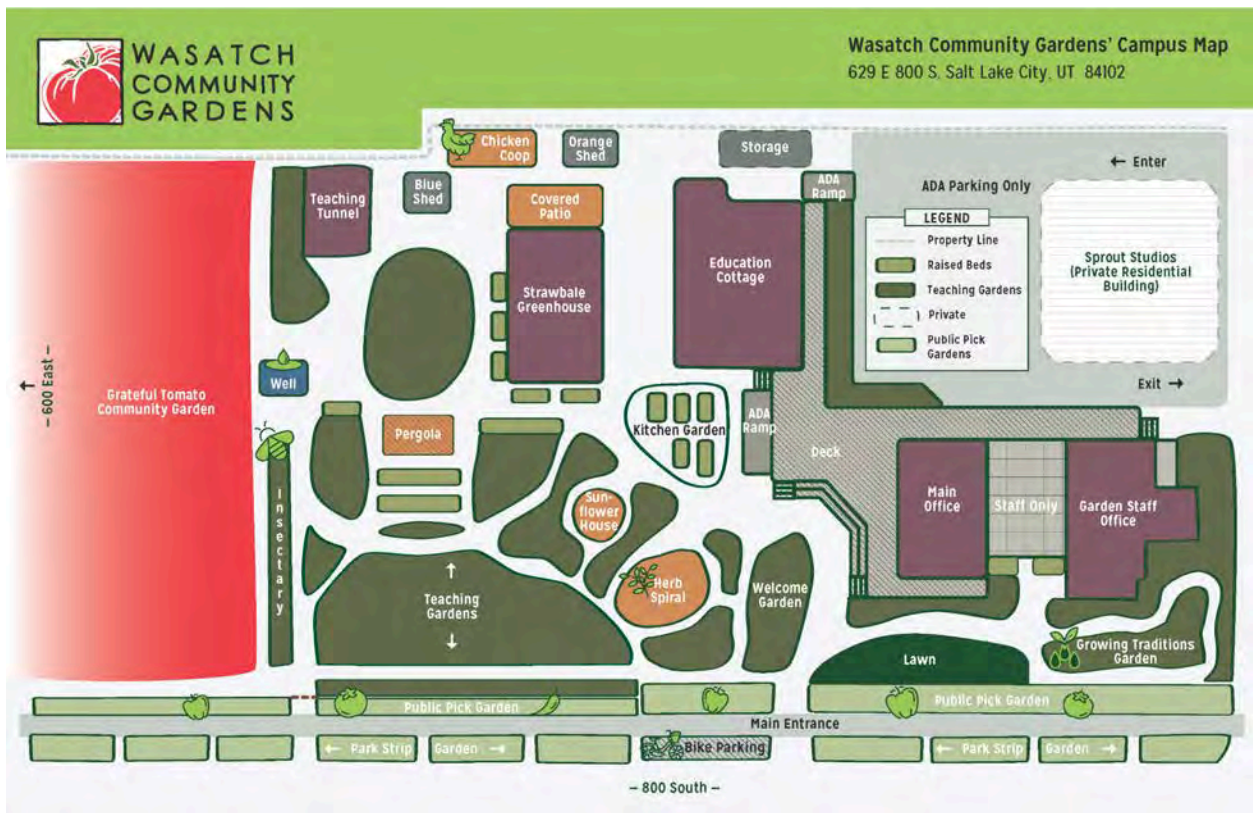 WASATCH
COMMUNITY
GARDENS
Wasatch Community Gardens' Campus Map
629 E 800 S, Salt Lake City, UT 84102
Chicken
Coop
Orange
Shed
Storage
← Enter
ADA
Ramp
ADA Parking Only
Teaching
Tunnel
Blue
Shed
Covered
Patio
LEGEND
Property Line
Raised Beds
Teaching Gardens
Private
Public Pick
Gardens
Sprout Studios
(Private Residential
Building)
Education
Cottage
Strawbale
Greenhouse
← 600 East –
Grateful Tomato
Community Garden
Well
Exit →
Pergola
Kitchen Garden
ADA
Ramp
Deck
Insectary
Sun-
flower
House
Main
Office
Staff Only
Garden Staff
Office
Herb
Spiral
Welcome
Garden
Teaching
Gardens
Growing Traditions
Garden
Lawn
Public Pick Garden
Public Pick Garden
Main Entrance
← Park Strip
Garden →
Bike Parking
← Park Strip
Garden →
– 800 South –